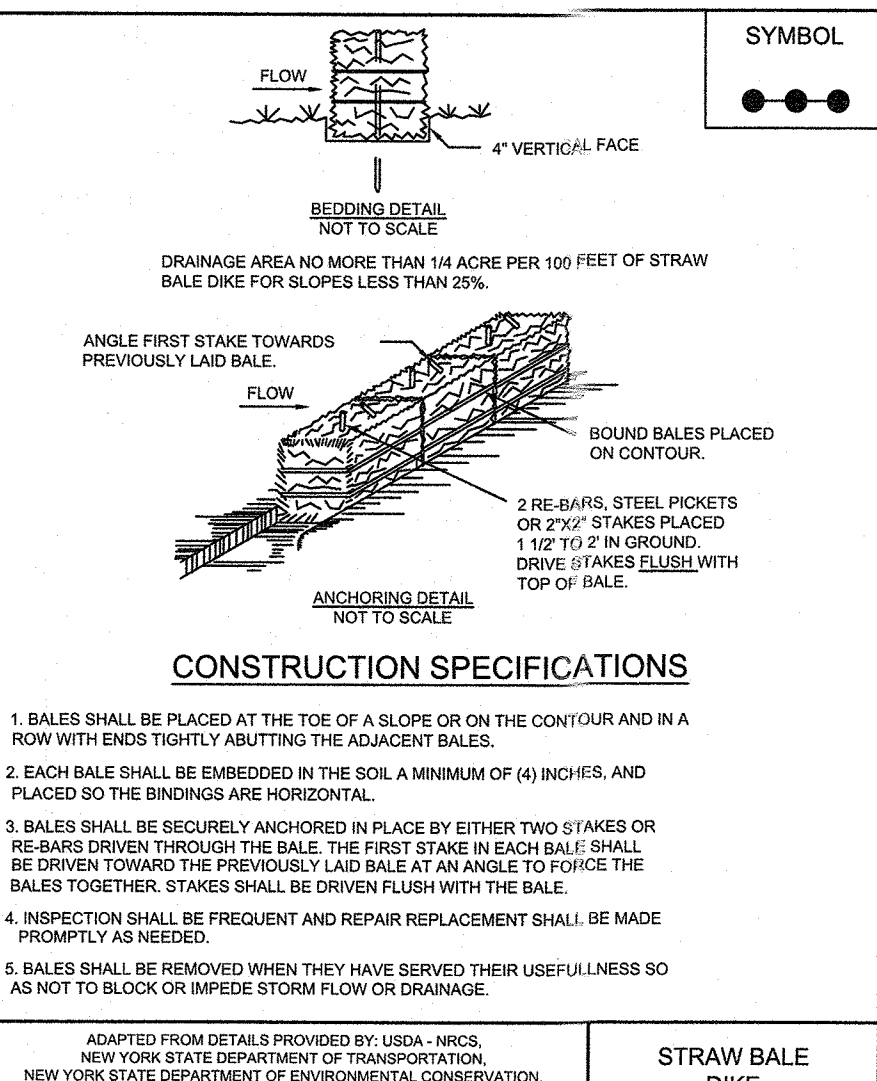 SYMBOL
FLOW
4" VERTICAL FACE
BEDDING DETAIL
NOT TO SCALE
DRAINAGE AREA NO MORE THAN 1/4 ACRE PER 100 FEET OF STRAW
BALE DIKE FOR SLOPES LESS THAN 25%.
ANGLE FIRST STAKE TOWARDS
PREVIOUSLY LAID BALE.
FLOW
BOUND BALES PLACED
ON CONTOUR.
2 RE-BARS, STEEL PICKETS
OR 2"X2" STAKES PLACED
1 1/2' TO 2' IN GROUND.
DRIVE STAKES FLUSH WITH
TOP OF BALE.
ANCHORING DETAIL
NOT TO SCALE
CONSTRUCTION SPECIFICATIONS
1. BALES SHALL BE PLACED AT THE TOE OF A SLOPE OR ON THE CONTOUR AND IN A
ROW WITH ENDS TIGHTLY ABUTTING THE ADJACENT BALES.
2. EACH BALE SHALL BE EMBEDDED IN THE SOIL A MINIMUM OF (4) INCHES, AND
PLACED SO THE BINDINGS ARE HORIZONTAL.
3. BALES SHALL BE SECURELY ANCHORED IN PLACE BY EITHER TWO STAKES OR
RE-BARS DRIVEN THROUGH THE BALE. THE FIRST STAKE IN EACH BALE SHALL
BE DRIVEN TOWARD THE PREVIOUSLY LAID BALE AT AN ANGLE TO FORCE THE
BALES TOGETHER. STAKES SHALL BE DRIVEN FLUSH WITH THE BALE.
4. INSPECTION SHALL BE FREQUENT AND REPAIR REPLACEMENT SHALL BE MADE
PROMPTLY AS NEEDED.
5. BALES SHALL BE REMOVED WHEN THEY HAVE SERVED THEIR USEFULLNESS SO
AS NOT TO BLOCK OR IMPEDE STORM FLOW OR DRAINAGE.
ADAPTED FROM DETAILS PROVIDED BY: USDA - NRCS,
NEW YORK STATE DEPARTMENT OF TRANSPORTATION,
NEW YORK STATE DEPARTMENT OF ENVIRONMENTAL CONSERVATION,
STRAW BALE
DIKE